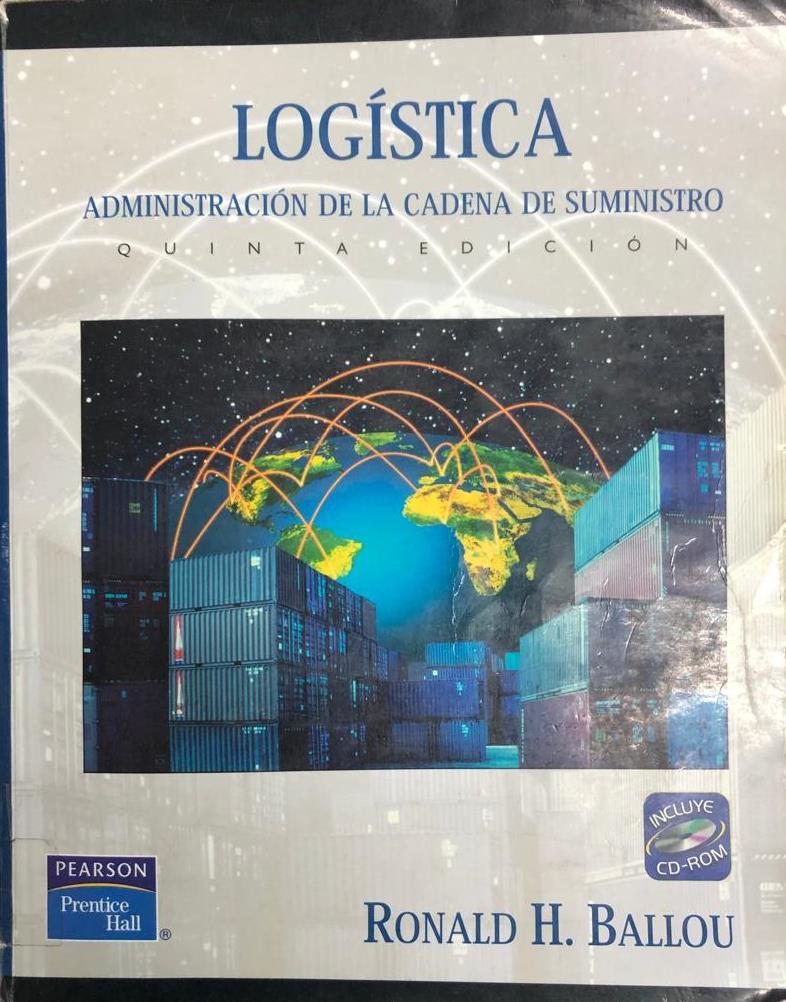 LOGÍSTICA
ADMINISTRACIÓN DE LA CADENA DE SUMINISTRO
QUINTA EDICIÓN
INCLUYE
CD-ROM
PEARSON
Prentice
Hall
®
RONALD H. BALLOU